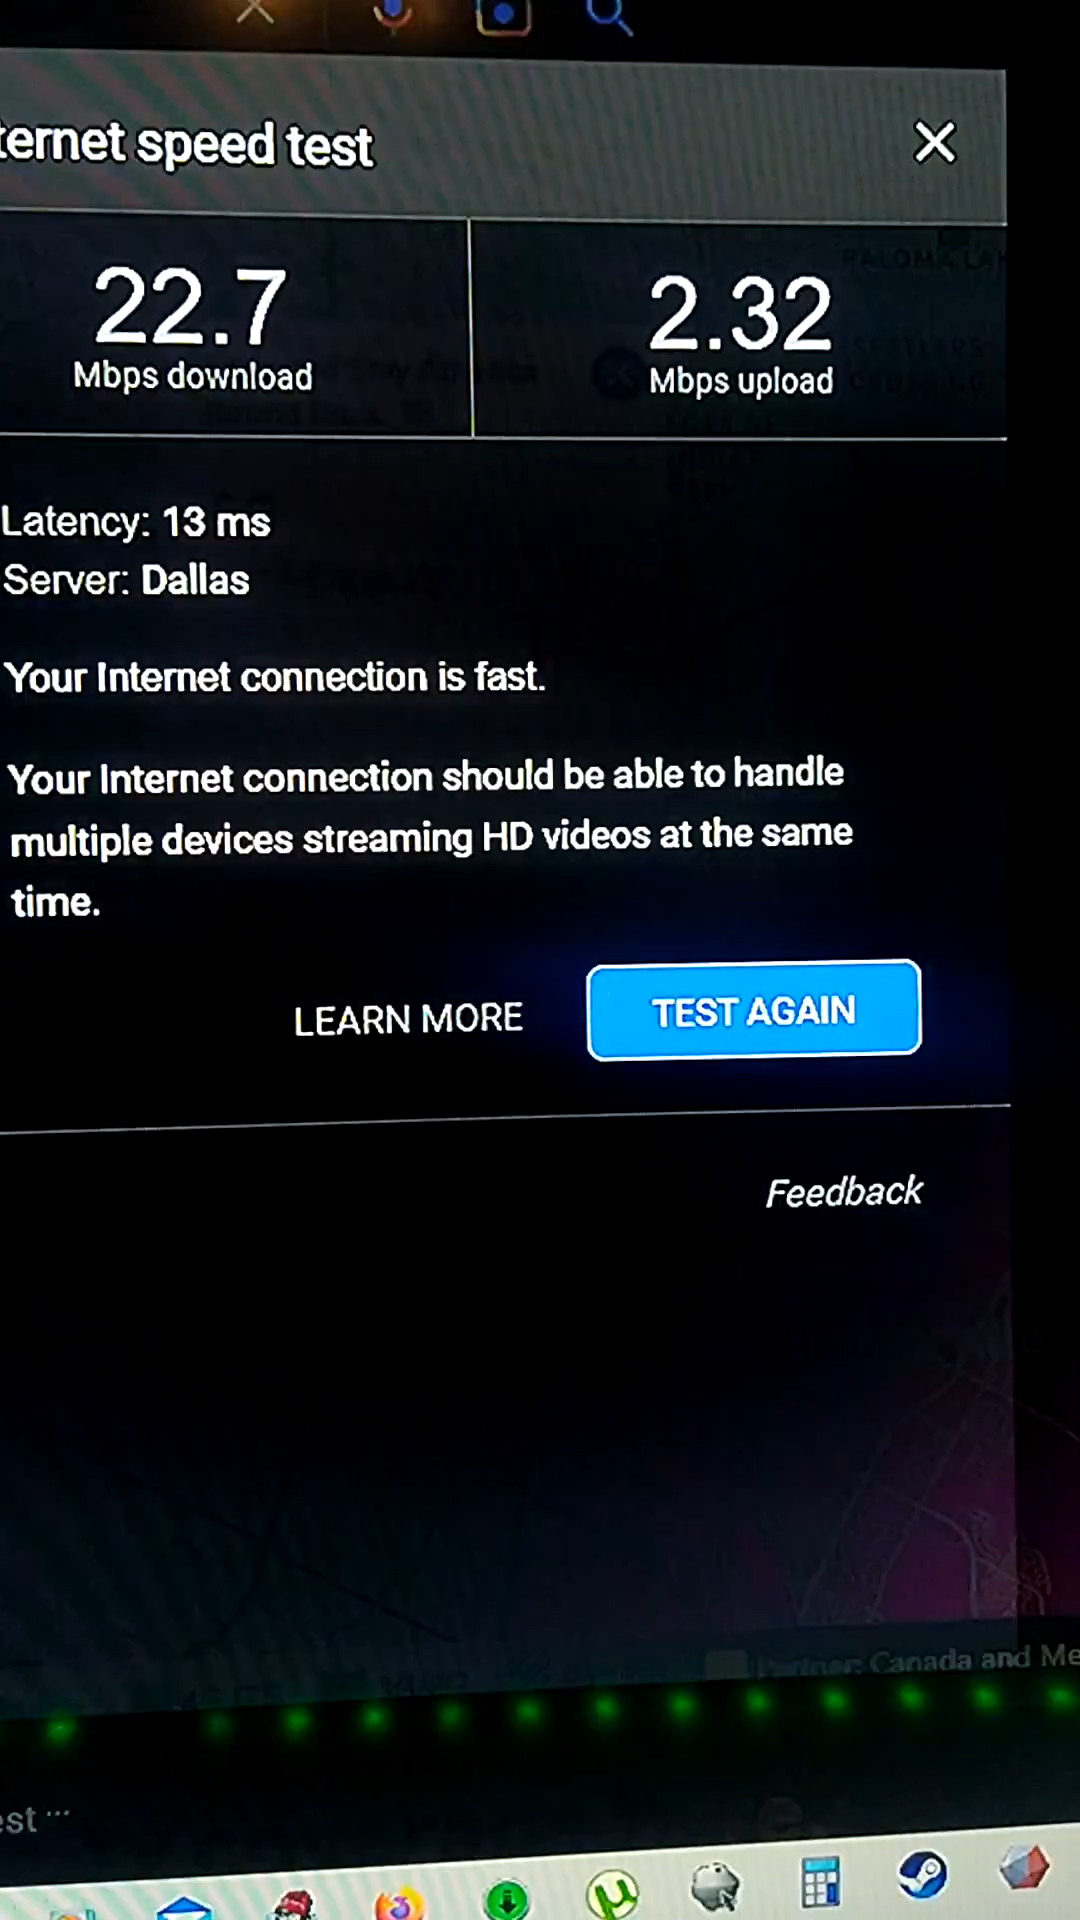 ternet speed test
22.7
Mbps download
2.32
Mbps upload
Latency: 13 ms
Server: Dallas
Your Internet connection is fast.
Your Internet connection should be able to handle
multiple devices streaming HD videos at the same
time.
LEARN MORE
TEST AGAIN
Feedback
Canada and Me
est ...